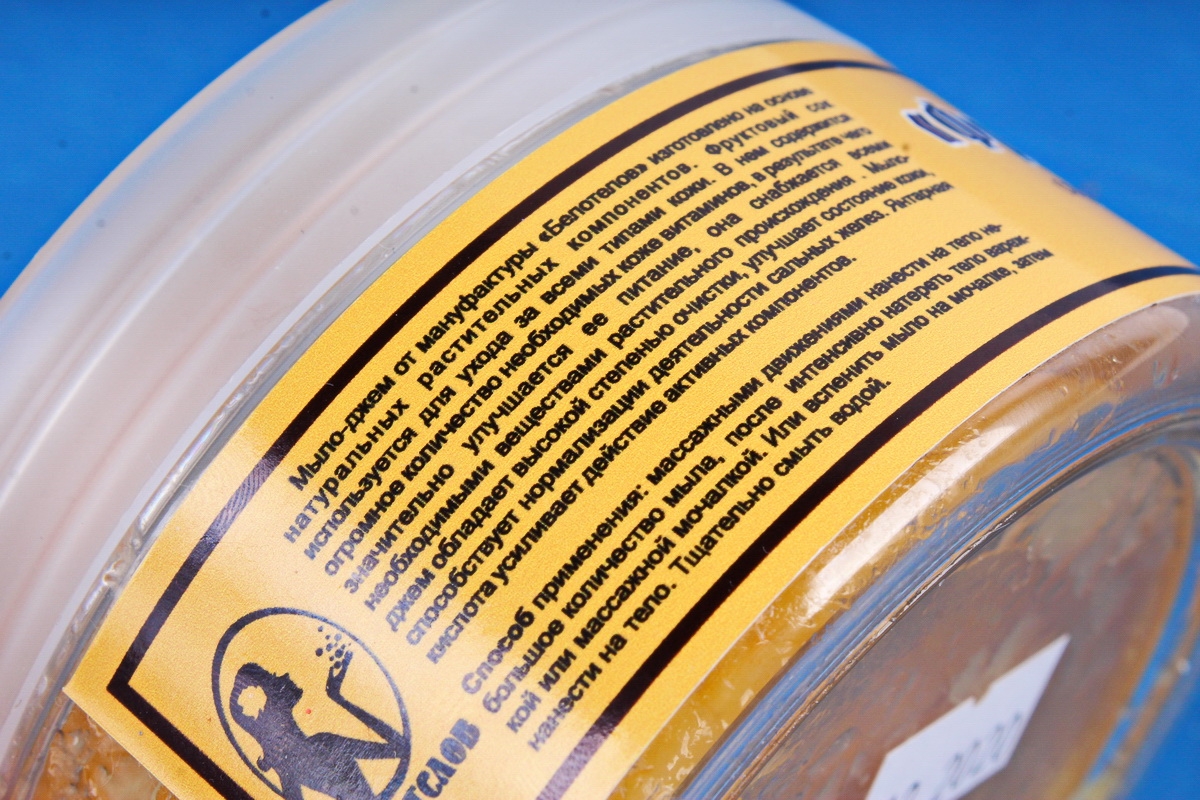 Мыло-джем от мануфактуры «Белотелов» изготовлено на основе
натуральных растительных компонентов. Фруктовый сок
используется для ухода за всеми типами кожи. В нем содержится
огромное количество необходимых коже витаминов, в результате чего
значительно улучшается ее питание, она снабжается всеми
необходимыми веществами растительного происхождения . Мыло-
джем обладает высокой степенью очистки, улучшает состояние кожи,
способствует нормализации деятельности сальных желез. Янтарная
кислота усиливает действие активных компонентов.
Способ применения: массажными движениями нанести на тело не-
большое количество мыла, после интенсивно натереть тело вареж-
кой или массажной мочалкой. Или вспенить мыло на мочалке, затем
нанести на тело. Тщательно смыть водой.
2020